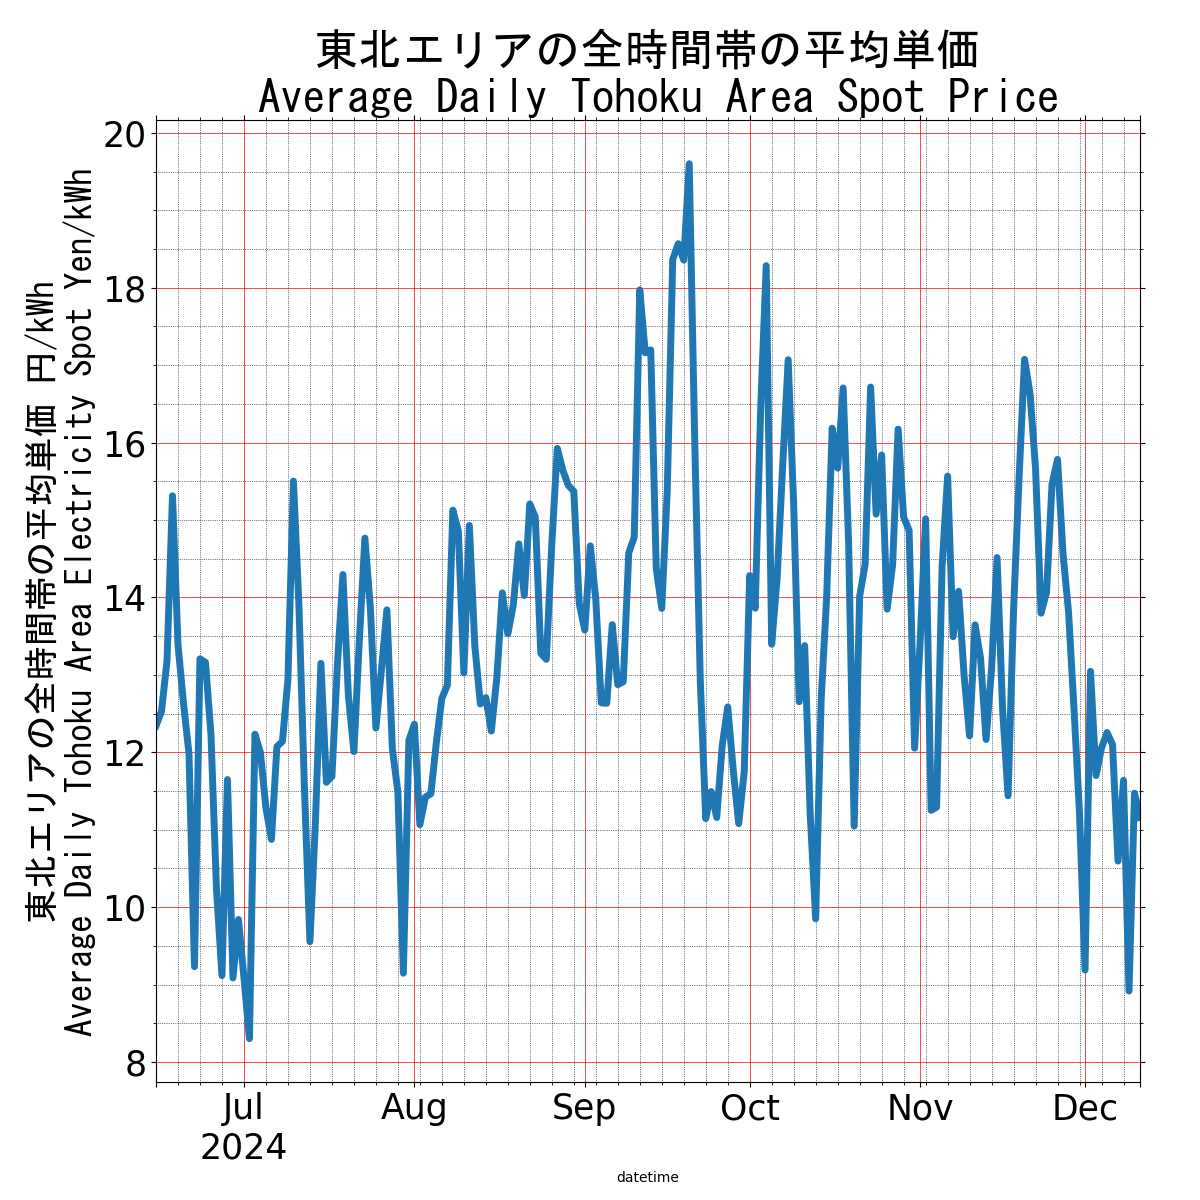 東北エリアの全時間帯の平均単価
Average Daily Tohoku Area Spot Price
東北エリアの全時間帯の平均単価 円/kWh
Average Daily Tohoku Area Electricity Spot Yen/kWh
20
18
16
14
12
10
8
Jul
2024
Aug
Sep
Oct
Nov
Dec
datetime